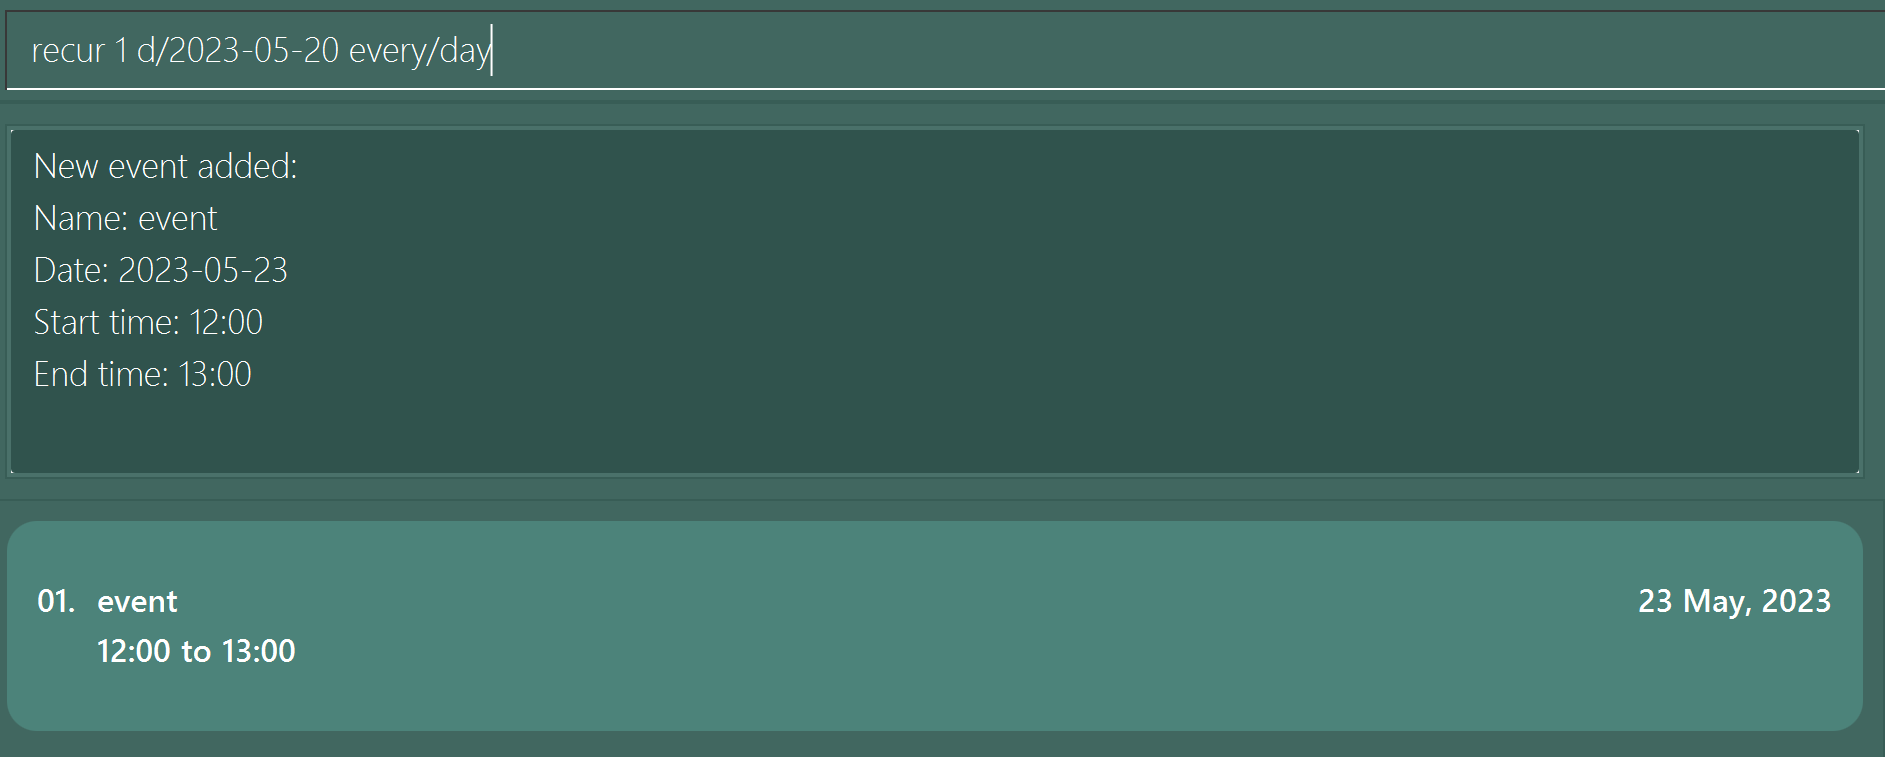 recur 1 d/2023-05-20 every/day
New event added:
Name: event
Date: 2023-05-23
Start time: 12:00
End time: 13:00
01. event 23 May, 2023
12:00 to 13:00